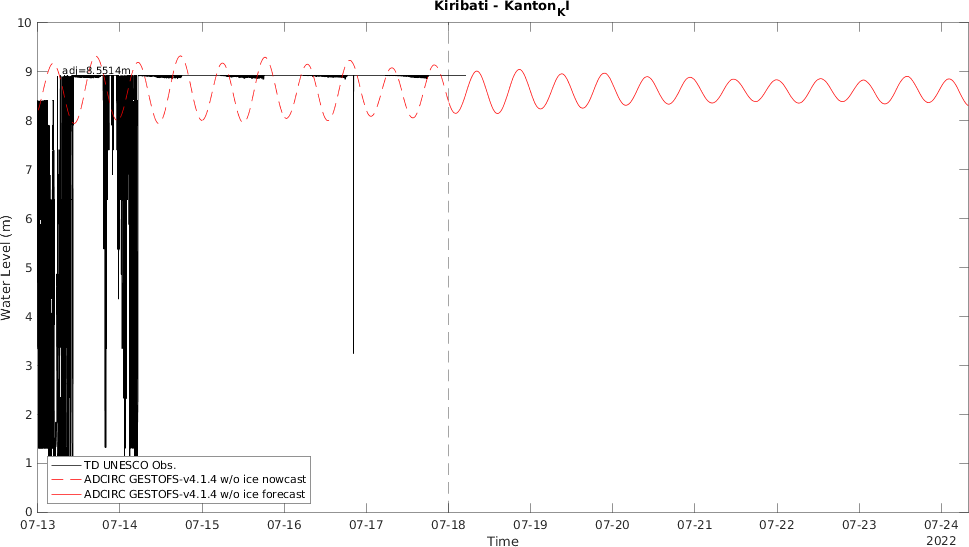 Kiribati - Kanton_KI
10
9
8
7
6
5
4
3
2
1
0
Water Level (m)
adj=8.5514m
TD UNESCO Obs.
ADCIRC GESTOFS-v4.1.4 w/o ice nowcast
ADCIRC GESTOFS-v4.1.4 w/o ice forecast
07-13 07-14 07-15 07-16 07-17 07-18 07-19 07-20 07-21 07-22 07-23 07-24
Time
2022